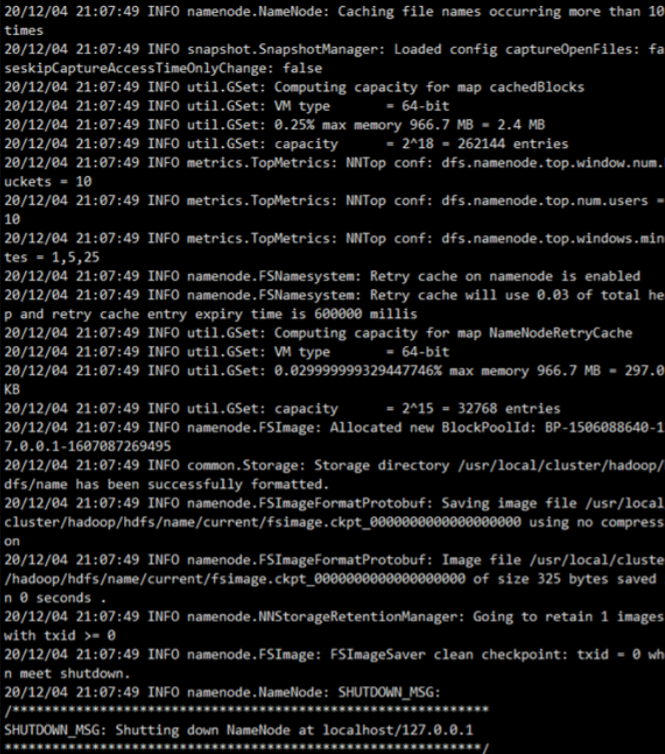 20/12/04 21:07:49 INFO namenode.NameNode: Caching file names occurring more than 10
times
20/12/04 21:07:49 INFO snapshot.SnapshotManager: Loaded config captureOpenFiles: fa
seskipCaptureAccessTimeOnlyChange: false
20/12/04 21:07:49 INFO util.GSet: Computing capacity for map cachedBlocks
20/12/04 21:07:49 INFO util.GSet: VM type       = 64-bit
20/12/04 21:07:49 INFO util.GSet: 0.25% max memory 966.7 MB = 2.4 MB
20/12/04 21:07:49 INFO util.GSet: capacity      = 2^18 = 262144 entries
20/12/04 21:07:49 INFO metrics.TopMetrics: NNTop conf: dfs.namenode.top.window.num.
uckets = 10
20/12/04 21:07:49 INFO metrics.TopMetrics: NNTop conf: dfs.namenode.top.num.users =
10
20/12/04 21:07:49 INFO metrics.TopMetrics: NNTop conf: dfs.namenode.top.windows.min
tes = 1,5,25
20/12/04 21:07:49 INFO namenode.FSNamesystem: Retry cache on namenode is enabled
20/12/04 21:07:49 INFO namenode.FSNamesystem: Retry cache will use 0.03 of total he
p and retry cache entry expiry time is 600000 millis
20/12/04 21:07:49 INFO util.GSet: Computing capacity for map NameNodeRetryCache
20/12/04 21:07:49 INFO util.GSet: VM type       = 64-bit
20/12/04 21:07:49 INFO util.GSet: 0.029999999329447746% max memory 966.7 MB = 297.0
KB
20/12/04 21:07:49 INFO util.GSet: capacity      = 2^15 = 32768 entries
20/12/04 21:07:49 INFO namenode.FSImage: Allocated new BlockPoolId: BP-1506088640-1
7.0.0.1-1607087269495
20/12/04 21:07:49 INFO common.Storage: Storage directory /usr/local/cluster/hadoop/
dfs/name has been successfully formatted.
20/12/04 21:07:49 INFO namenode.FSImageFormatProtobuf: Saving image file /usr/local
cluster/hadoop/hdfs/name/current/fsimage.ckpt_0000000000000000000 using no compress
on
20/12/04 21:07:49 INFO namenode.FSImageFormatProtobuf: Image file /usr/local/cluste
/hadoop/hdfs/name/current/fsimage.ckpt_0000000000000000000 of size 325 bytes saved
n 0 seconds .
20/12/04 21:07:49 INFO namenode.NNStorageRetentionManager: Going to retain 1 images
with txid >= 0
20/12/04 21:07:49 INFO namenode.FSImage: FSImageSaver clean checkpoint: txid = 0 wh
n meet shutdown.
20/12/04 21:07:49 INFO namenode.NameNode: SHUTDOWN_MSG:
/************************************************************
SHUTDOWN_MSG: Shutting down NameNode at localhost/127.0.0.1
************************************************************/